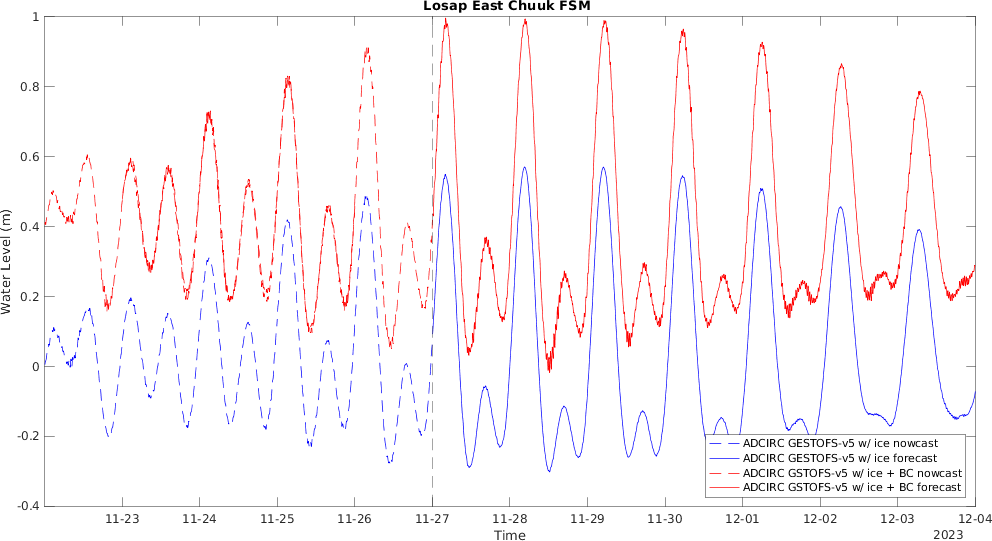 Losap East Chuuk FSM
Water Level (m)
1
0.8
0.6
0.4
0.2
0
-0.2
-0.4
ADCIRC GESTOFS-v5 w/ ice nowcast
ADCIRC GESTOFS-v5 w/ ice forecast
ADCIRC GSTOFS-v5 w/ ice + BC nowcast
ADCIRC GSTOFS-v5 w/ ice + BC forecast
11-23 11-24 11-25 11-26 11-27 11-28 11-29 11-30 12-01 12-02 12-03 12-04
Time
2023